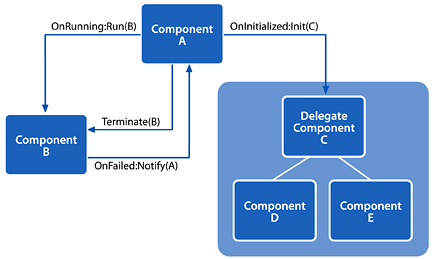 OnRunning:Run(B)
Component
A
OnInitialized:Init(C)
Component
B
Terminate(B)
OnFailed:Notify(A)
Delegate
Component
C
Component
D
Component
E